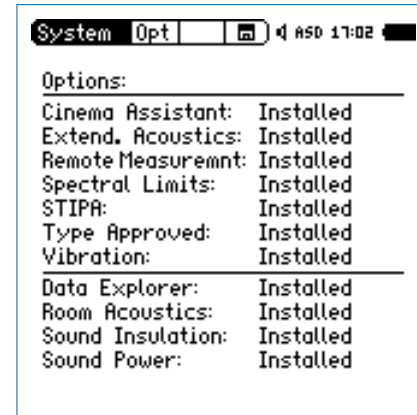 System Opt ASD 17:02
Options:
Cinema Assistant: Installed
Extend. Acoustics: Installed
Remote Measuremnt: Installed
Spectral Limits: Installed
STIPA: Installed
Type Approved: Installed
Vibration: Installed
Data Explorer: Installed
Room Acoustics: Installed
Sound Insulation: Installed
Sound Power: Installed